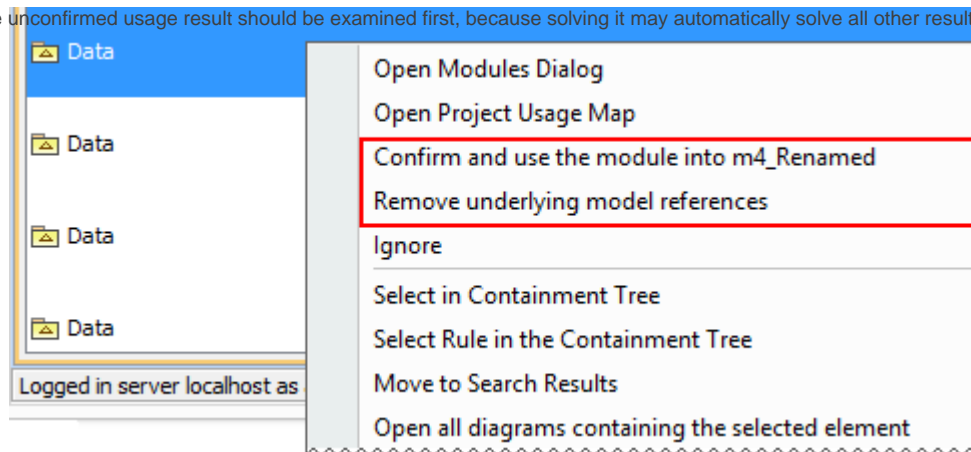 unconfirmed usage result should be examined first, because solving it may automatically solve all other
Data
Open Modules Dialog
Open Project Usage Map
Data
Confirm and use the module into m4_Renamed
Remove underlying model references
Data
Ignore
Select in Containment Tree
Data
Select Rule in the Containment Tree
Logged in server localhost as
Move to Search Results
Open all diagrams containing the selected element